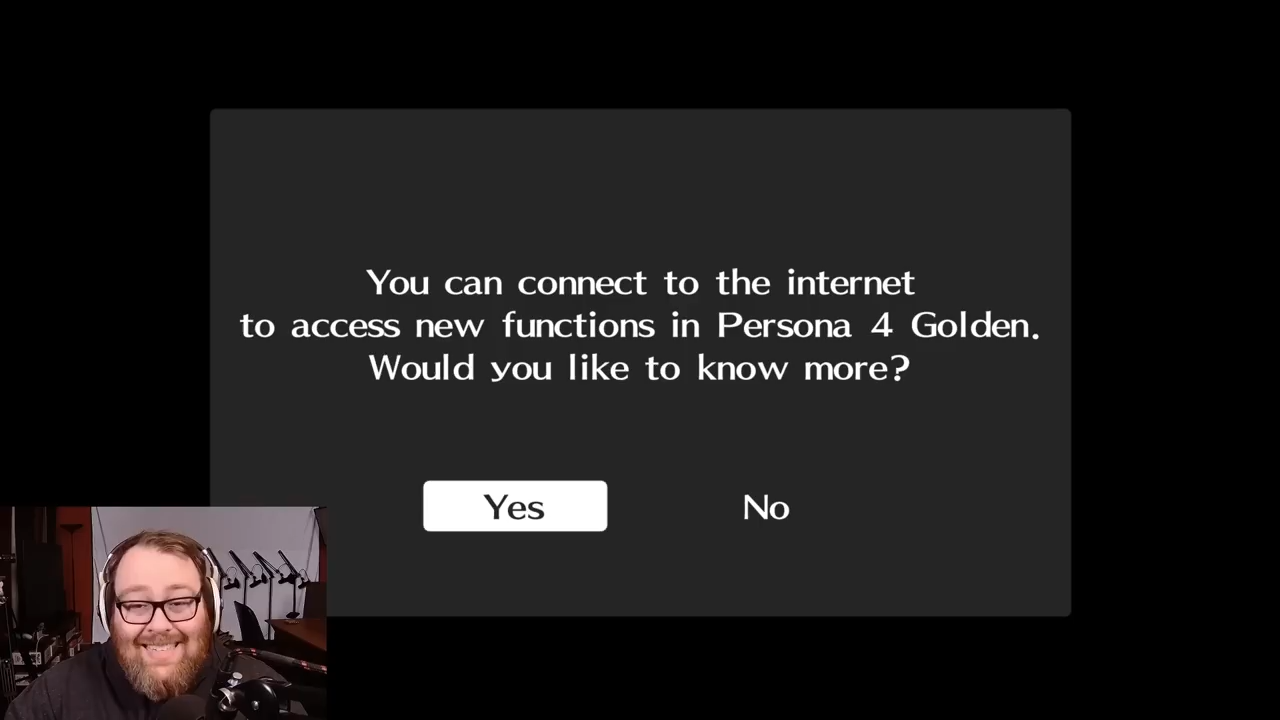 You can connect to the internet
to access new functions in Persona 4 Golden.
Would you like to know more?
Yes
No